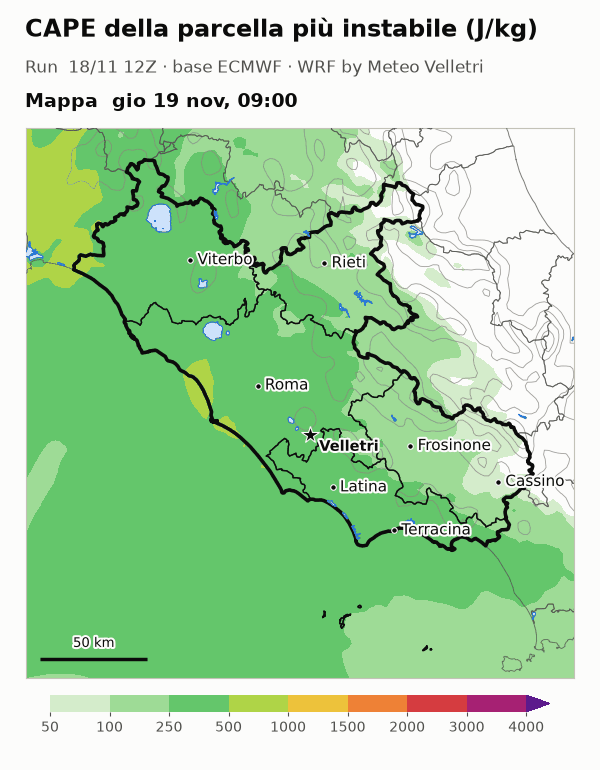 CAPE della parcella più instabile (J/kg)
Run  18/11 12Z · base ECMWF · WRF by Meteo Velletri
Mappa  gio 19 nov, 09:00
Viterbo
Rieti
Roma
Velletri
Frosinone
Cassino
Latina
Terracina
50 km
50 100 250 500 1000 1500 2000 3000 4000